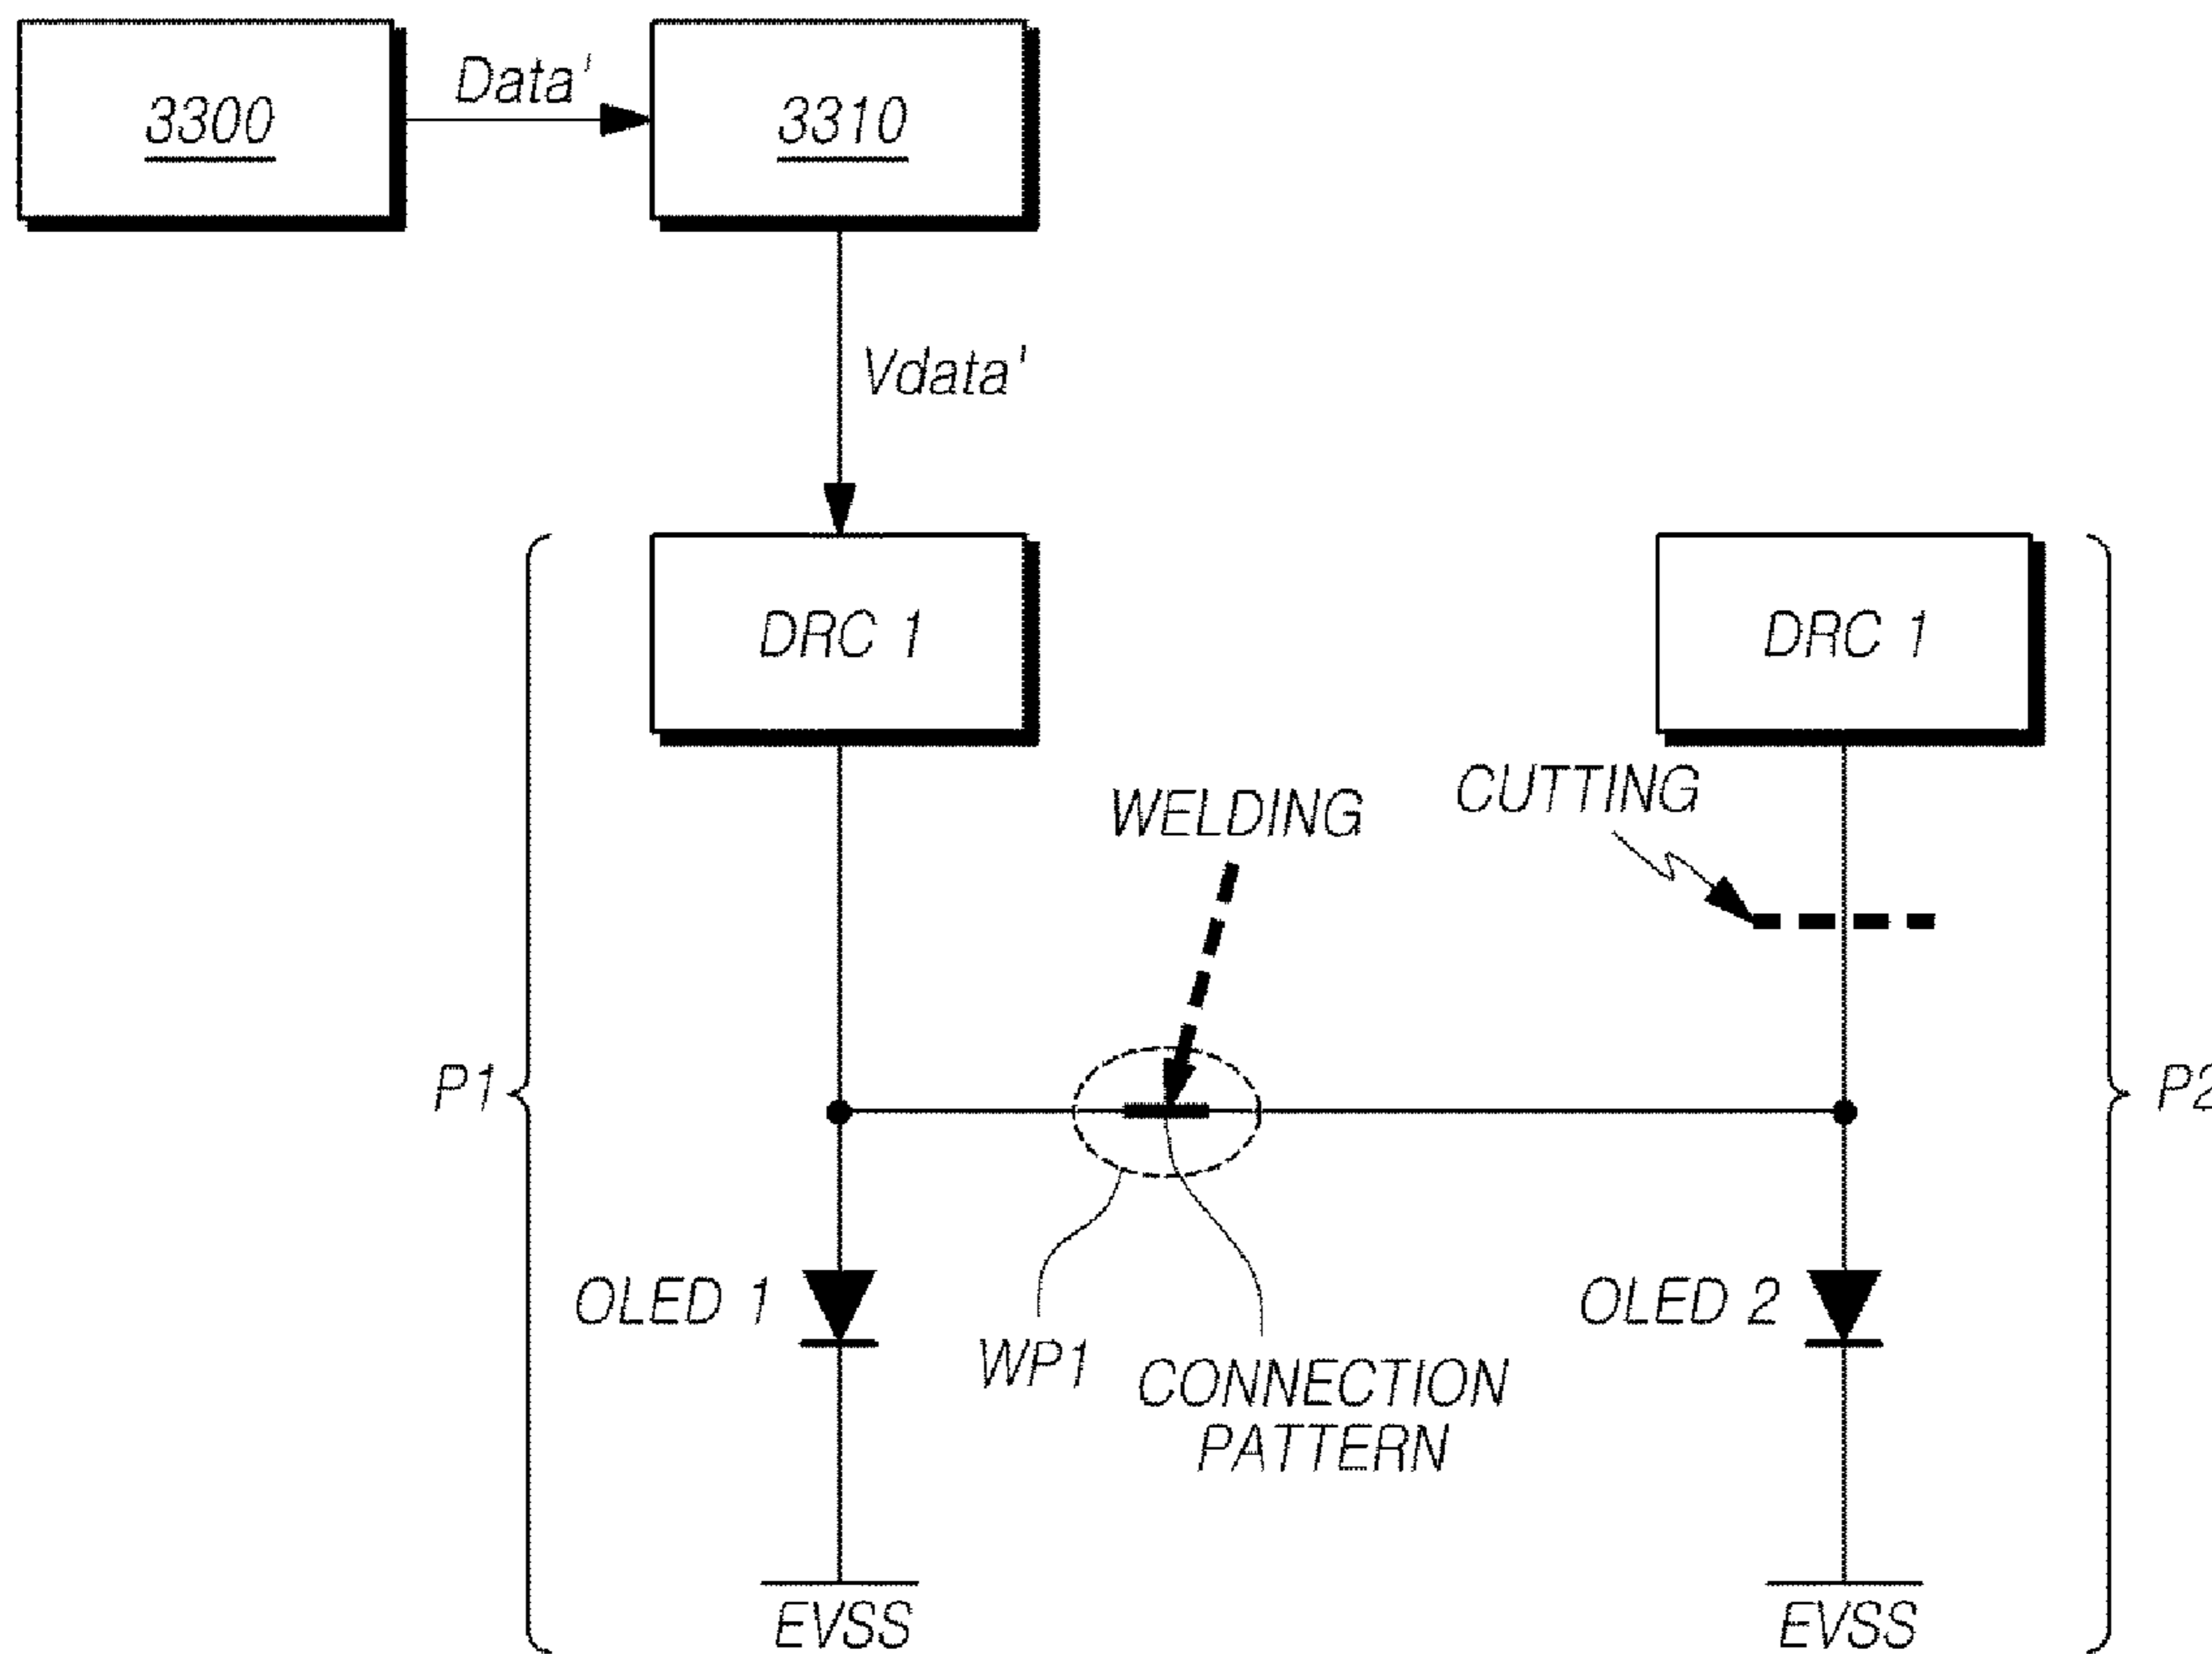 3300
Data'
3310
Vdata'
DRC 1
DRC 1
WELDING
CUTTING
P1
P2
OLED 1
OLED 2
WP1
CONNECTION
PATTERN
EVSS
EVSS